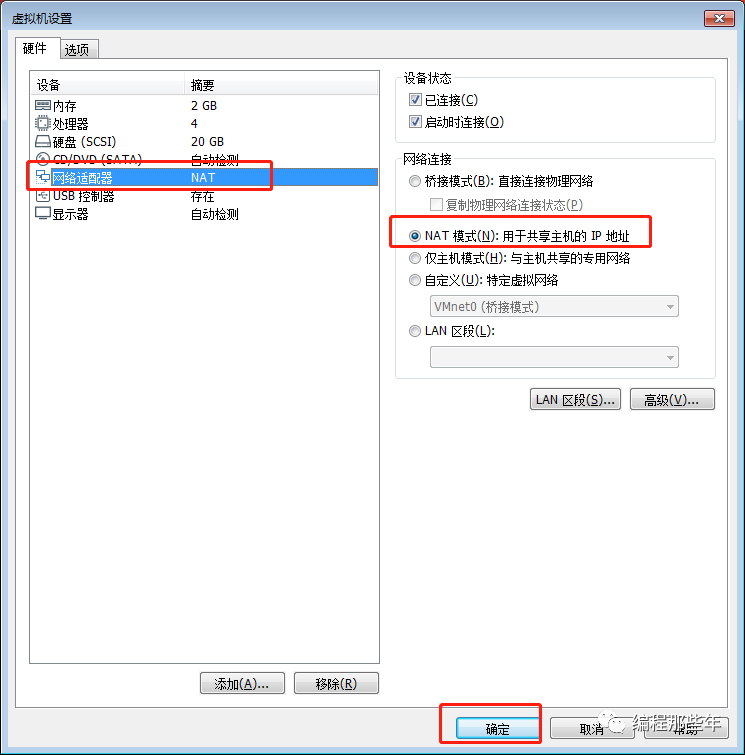 虚拟机设置
硬件 选项
设备 摘要
内存 2 GB
处理器 4
硬盘 (SCSI) 20 GB
CD/DVD (SATA) 自动检测
网络适配器 NAT
USB 控制器 存在
显示器 自动检测
添加(A)... 移除(R)
设备状态
已连接(C)
启动时连接(O)
网络连接
桥接模式(B): 直接连接物理网络
复制物理网络连接状态(P)
NAT 模式(N): 用于共享主机的 IP 地址
仅主机模式(H): 与主机共享的专用网络
自定义(U): 特定虚拟网络
VMnet0 (桥接模式)
LAN 区段(L):
LAN 区段(S)... 高级(V)...
确定 取消 帮助
编程那些年